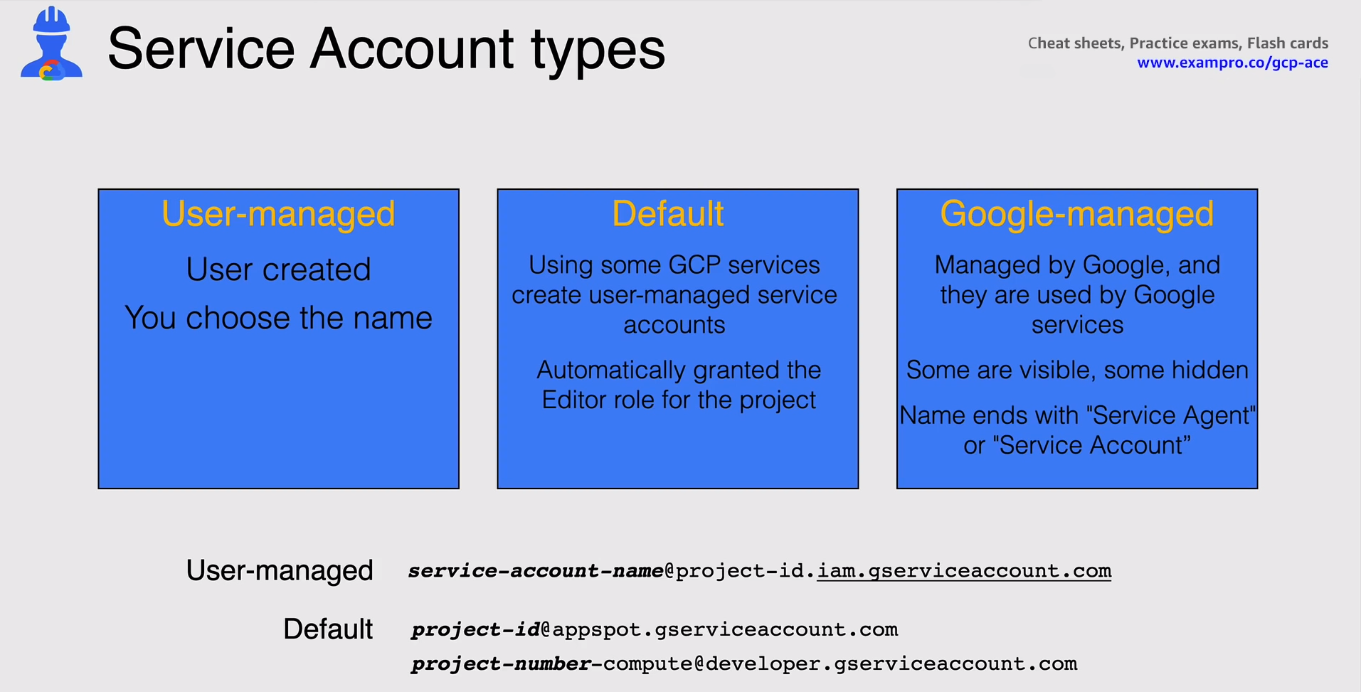 Service Account types
Cheat sheets, Practice exams, Flash cards
www.exampro.co/gcp-ace
User-managed
User created
You choose the name
Default
Using some GCP services
create user-managed service
accounts
Automatically granted the
Editor role for the project
Google-managed
Managed by Google, and
they are used by Google
services
Some are visible, some hidden
Name ends with "Service Agent"
or "Service Account”
User-managed service-account-name@project-id.iam.gserviceaccount.com
Default project-id@appspot.gserviceaccount.com
project-number-compute@developer.gserviceaccount.com